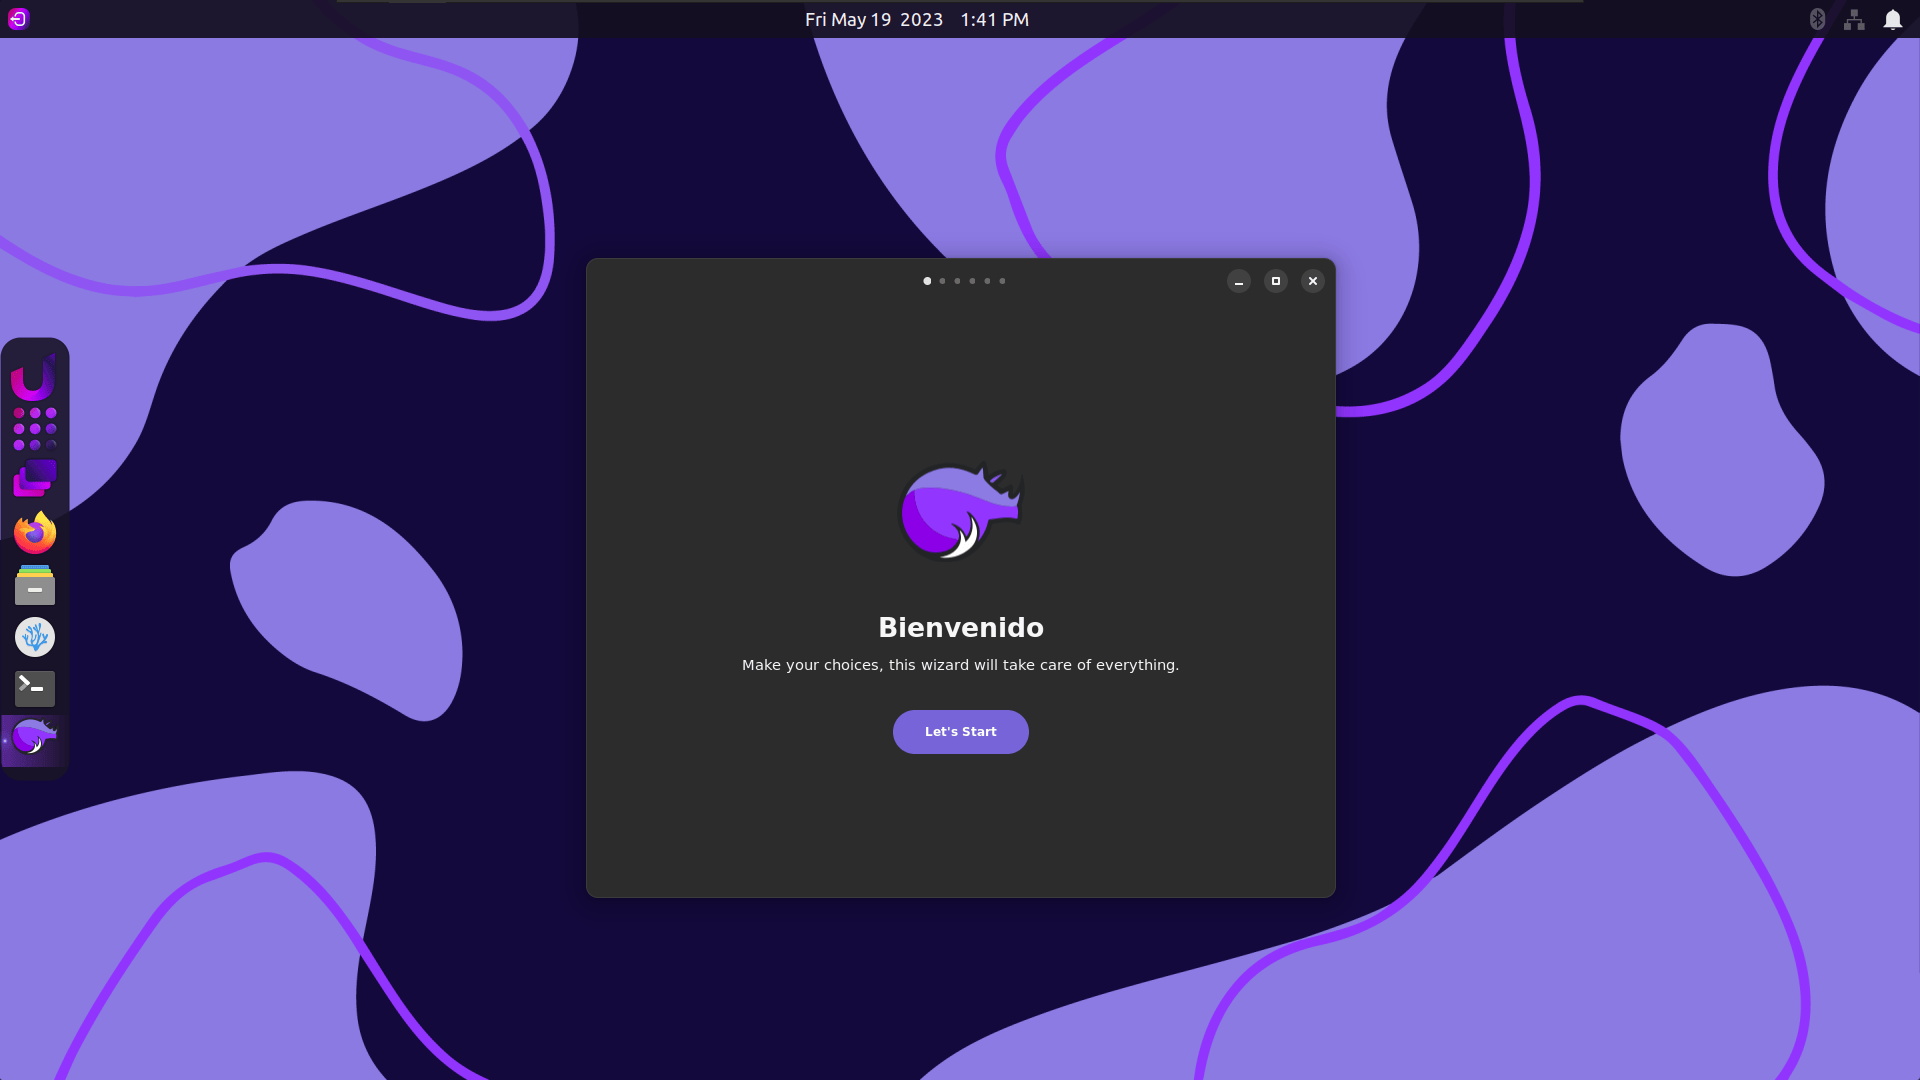 Fri May 19 2023 1:41 PM
Bienvenido
Make your choices, this wizard will take care of everything.
Let's Start